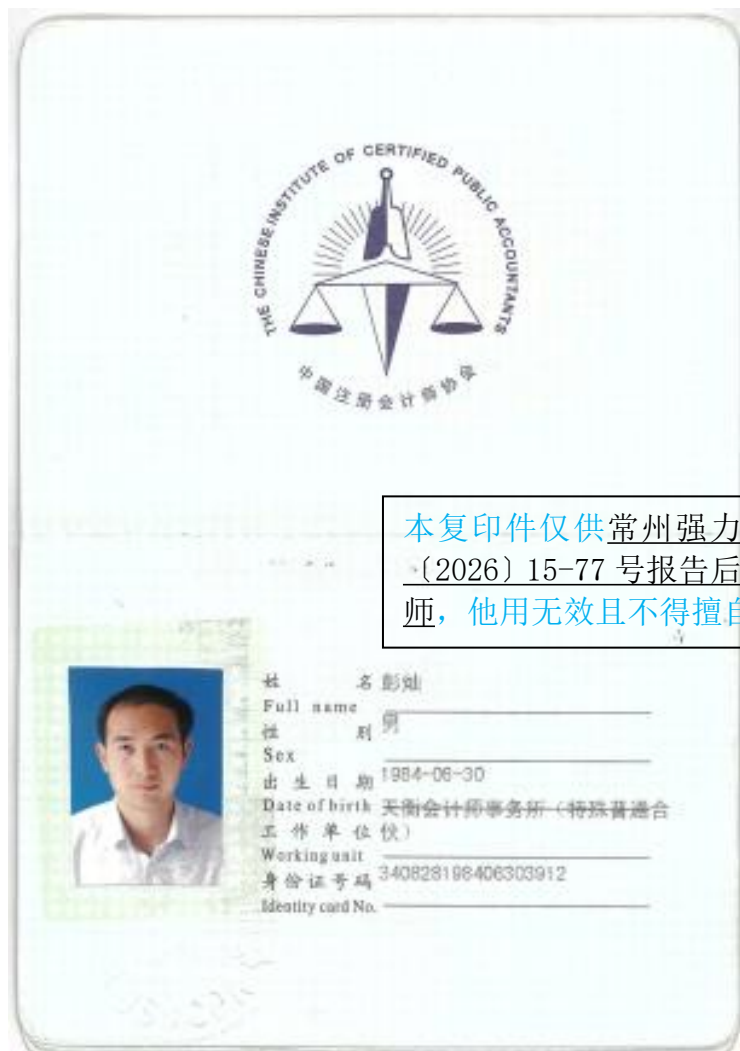 THE CHINESE INSTITUTE OF CERTIFIED PUBLIC ACCOUNTANTS
中国注册会计师协会
本复印件仅供常州强力
〔2026〕15-77 号报告后
师，他用无效且不得擅自
姓 名 彭灿
Full name
性 别 男
Sex
出生日期 1984-06-30
Date of birth
天衡会计师事务所（特殊普通合
工作单位 伙）
Working unit
身份证号码 340828198406303912
Identity card No.